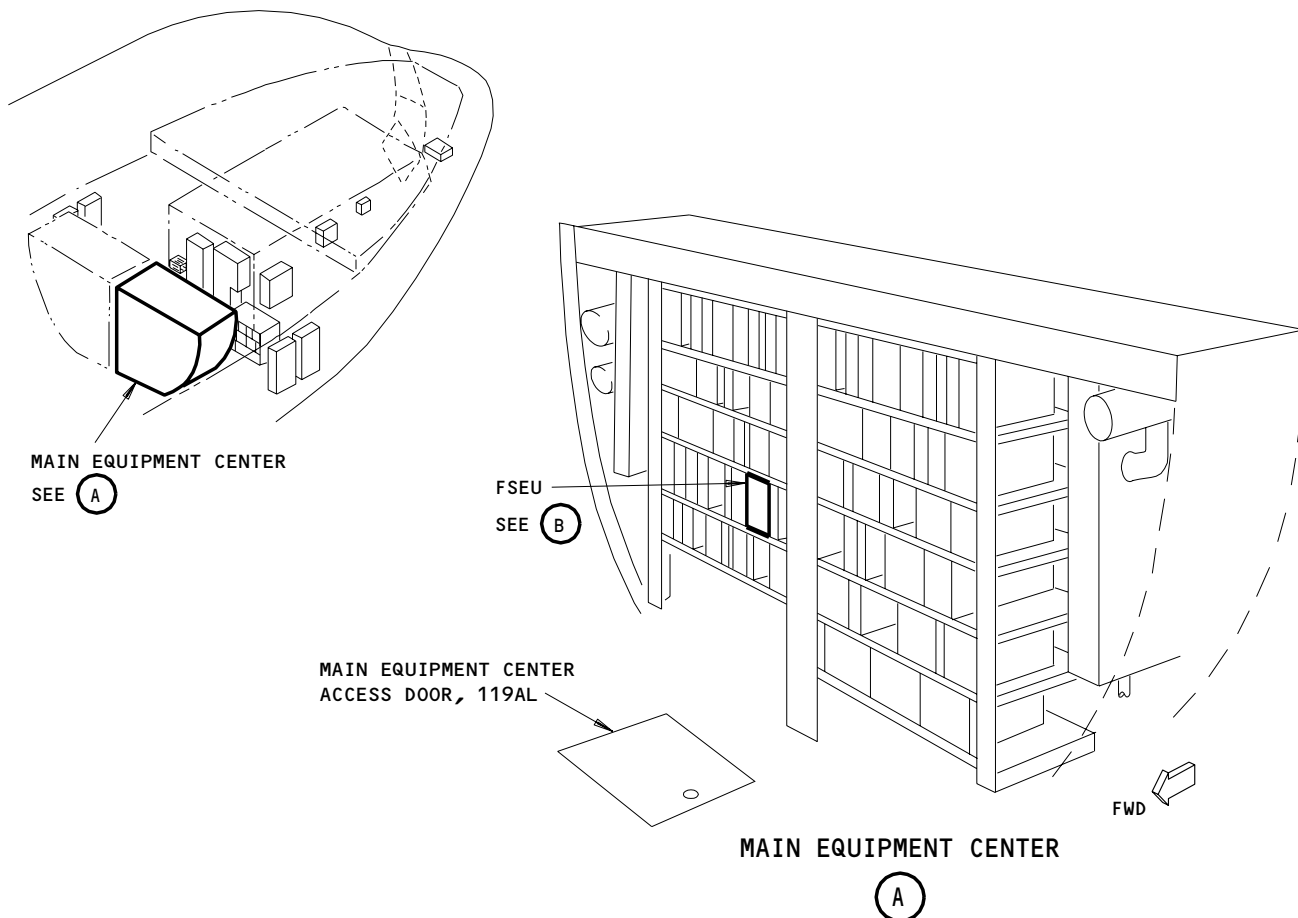 MAIN EQUIPMENT CENTER
SEE A
FSEU
SEE B
MAIN EQUIPMENT CENTER
ACCESS DOOR, 119AL
FWD
MAIN EQUIPMENT CENTER
A